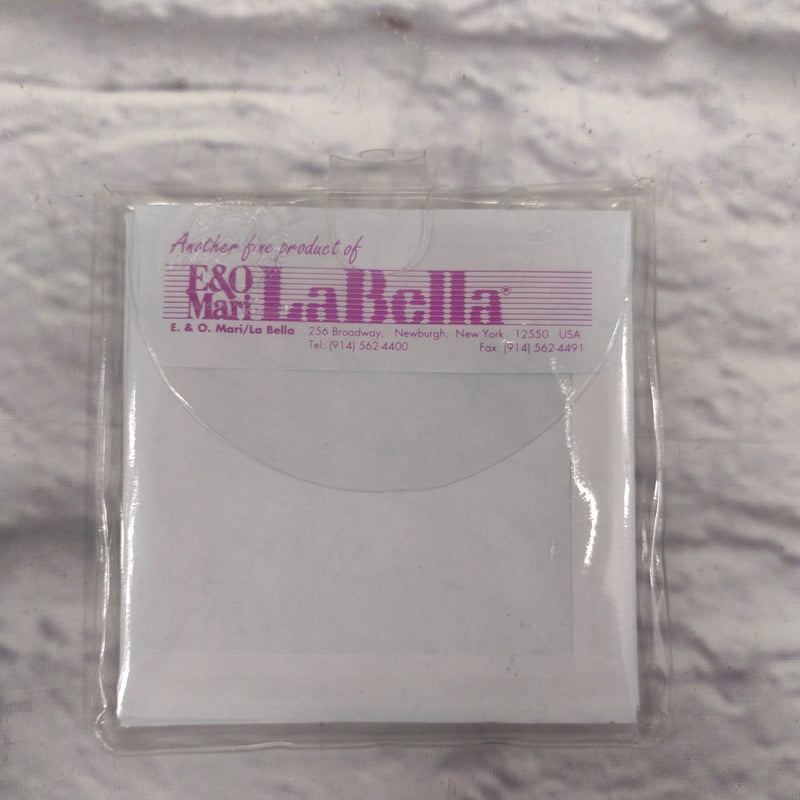 Another fine product of
E&O
Mari LaBella®
E. & O. Mari/La Bella 256 Broadway, Newburgh, New York 12550 USA
Tel: (914) 562-4400 Fax: (914) 562-4491